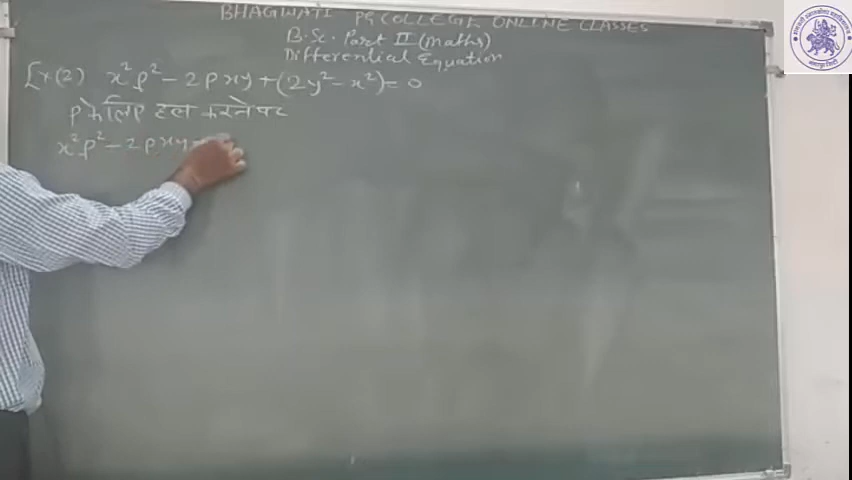 BHAGWATI PG COLLEGE ONLINE CLASSES
B.Sc. Part II (Maths)
Differential Equation
Ex(2) x²p² - 2pxy + (2y² - x²) = 0
p के लिए हल करने पर
x²p² - 2pxy